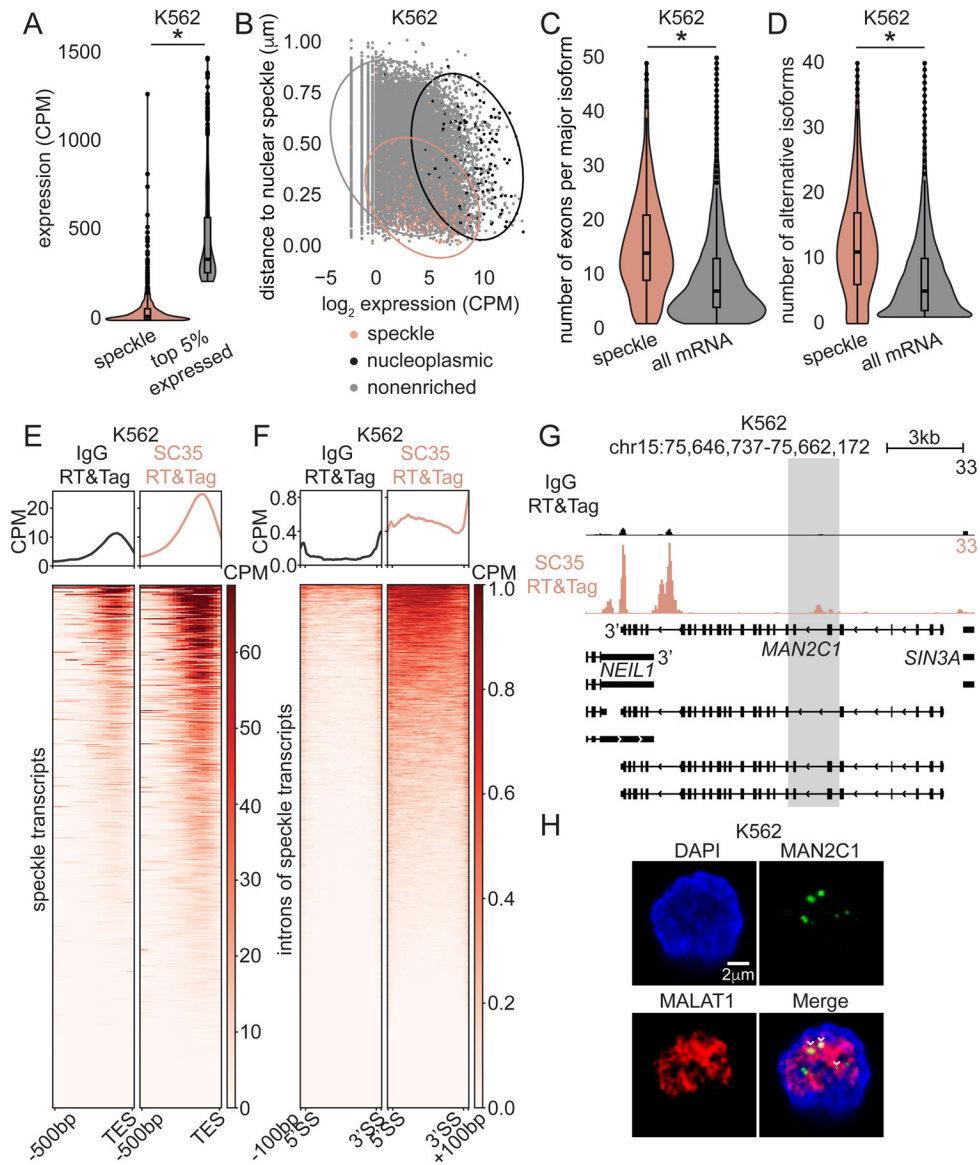 A
K562
*
expression (CPM)
1500
1000
500
0
speckle
top 5%
expressed
B
K562
distance to nuclear speckle (μm)
1.00
0.75
0.50
0.25
0.00
−5
0
5
10
log2 expression (CPM)
speckle
nucleoplasmic
nonenriched
C
K562
*
number of exons per major isoform
50
40
30
20
10
0
speckle
all mRNA
D
K562
*
number of alternative isoforms
40
30
20
10
0
speckle
all mRNA
E
K562
IgG
RT&Tag
SC35
RT&Tag
CPM
20
10
0
CPM
60
50
40
30
20
10
0
speckle transcripts
-500bp
TES
-500bp
TES
F
K562
IgG
RT&Tag
SC35
RT&Tag
CPM
0.8
0.4
0.0
CPM
1.0
0.8
0.6
0.4
0.2
0.0
introns of speckle transcripts
-100bp
5'SS
3'SS
5'SS
3'SS
+100bp
G
K562
chr15:75,646,737-75,662,172
3kb
33
IgG
RT&Tag
33
SC35
RT&Tag
3'
3'
MAN2C1
SIN3A
NEIL1
H
K562
DAPI
MAN2C1
2μm
MALAT1
Merge